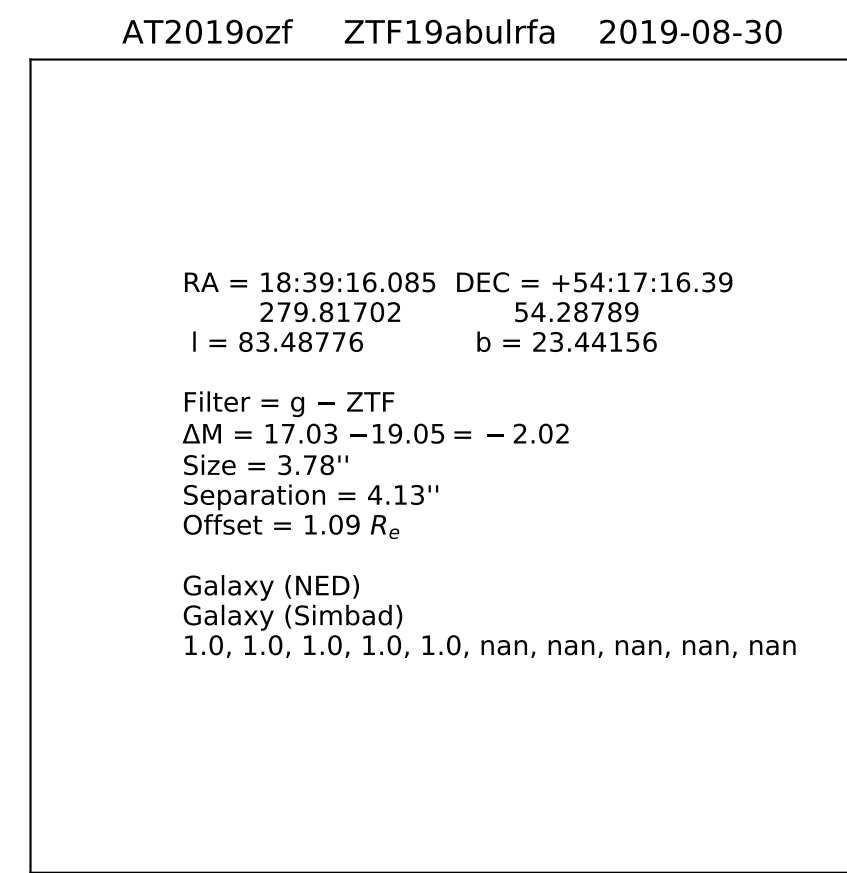 AT2019ozf ZTF19abulrfa 2019-08-30
RA = 18:39:16.085 DEC = +54:17:16.39
279.81702 54.28789
l = 83.48776 b = 23.44156
Filter = g − ZTF
ΔM = 17.03 −19.05 = − 2.02
Size = 3.78''
Separation = 4.13''
Offset = 1.09 Re
Galaxy (NED)
Galaxy (Simbad)
1.0, 1.0, 1.0, 1.0, 1.0, nan, nan, nan, nan, nan